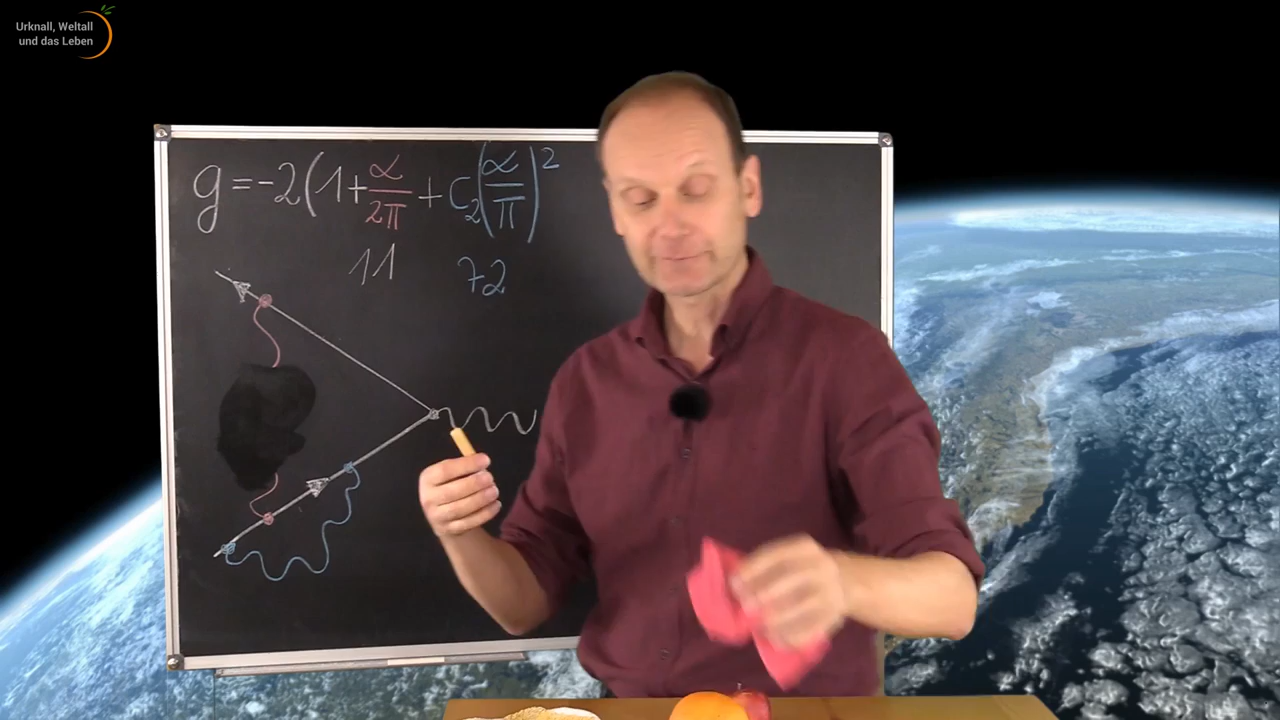 Urknall, Weltall
und das Leben
g = -2(1 + α/2π + C₂(α/π)²
11 72